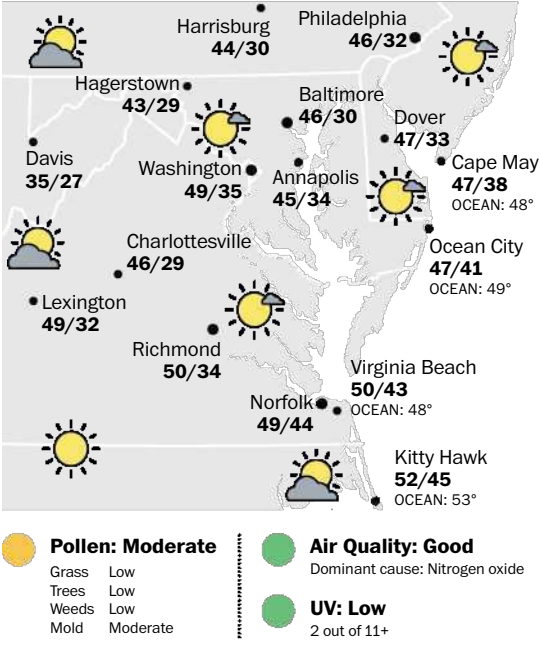 Harrisburg
44/30
Philadelphia
46/32
Hagerstown
43/29
Baltimore
46/30
Dover
47/33
Davis
35/27
Washington
49/35
Annapolis
45/34
Cape May
47/38
OCEAN: 48°
Charlottesville
46/29
Ocean City
47/41
OCEAN: 49°
Lexington
49/32
Richmond
50/34
Virginia Beach
50/43
OCEAN: 48°
Norfolk
49/44
Kitty Hawk
52/45
OCEAN: 53°
Pollen: Moderate
Grass Low
Trees Low
Weeds Low
Mold Moderate
Air Quality: Good
Dominant cause: Nitrogen oxide
UV: Low
2 out of 11+